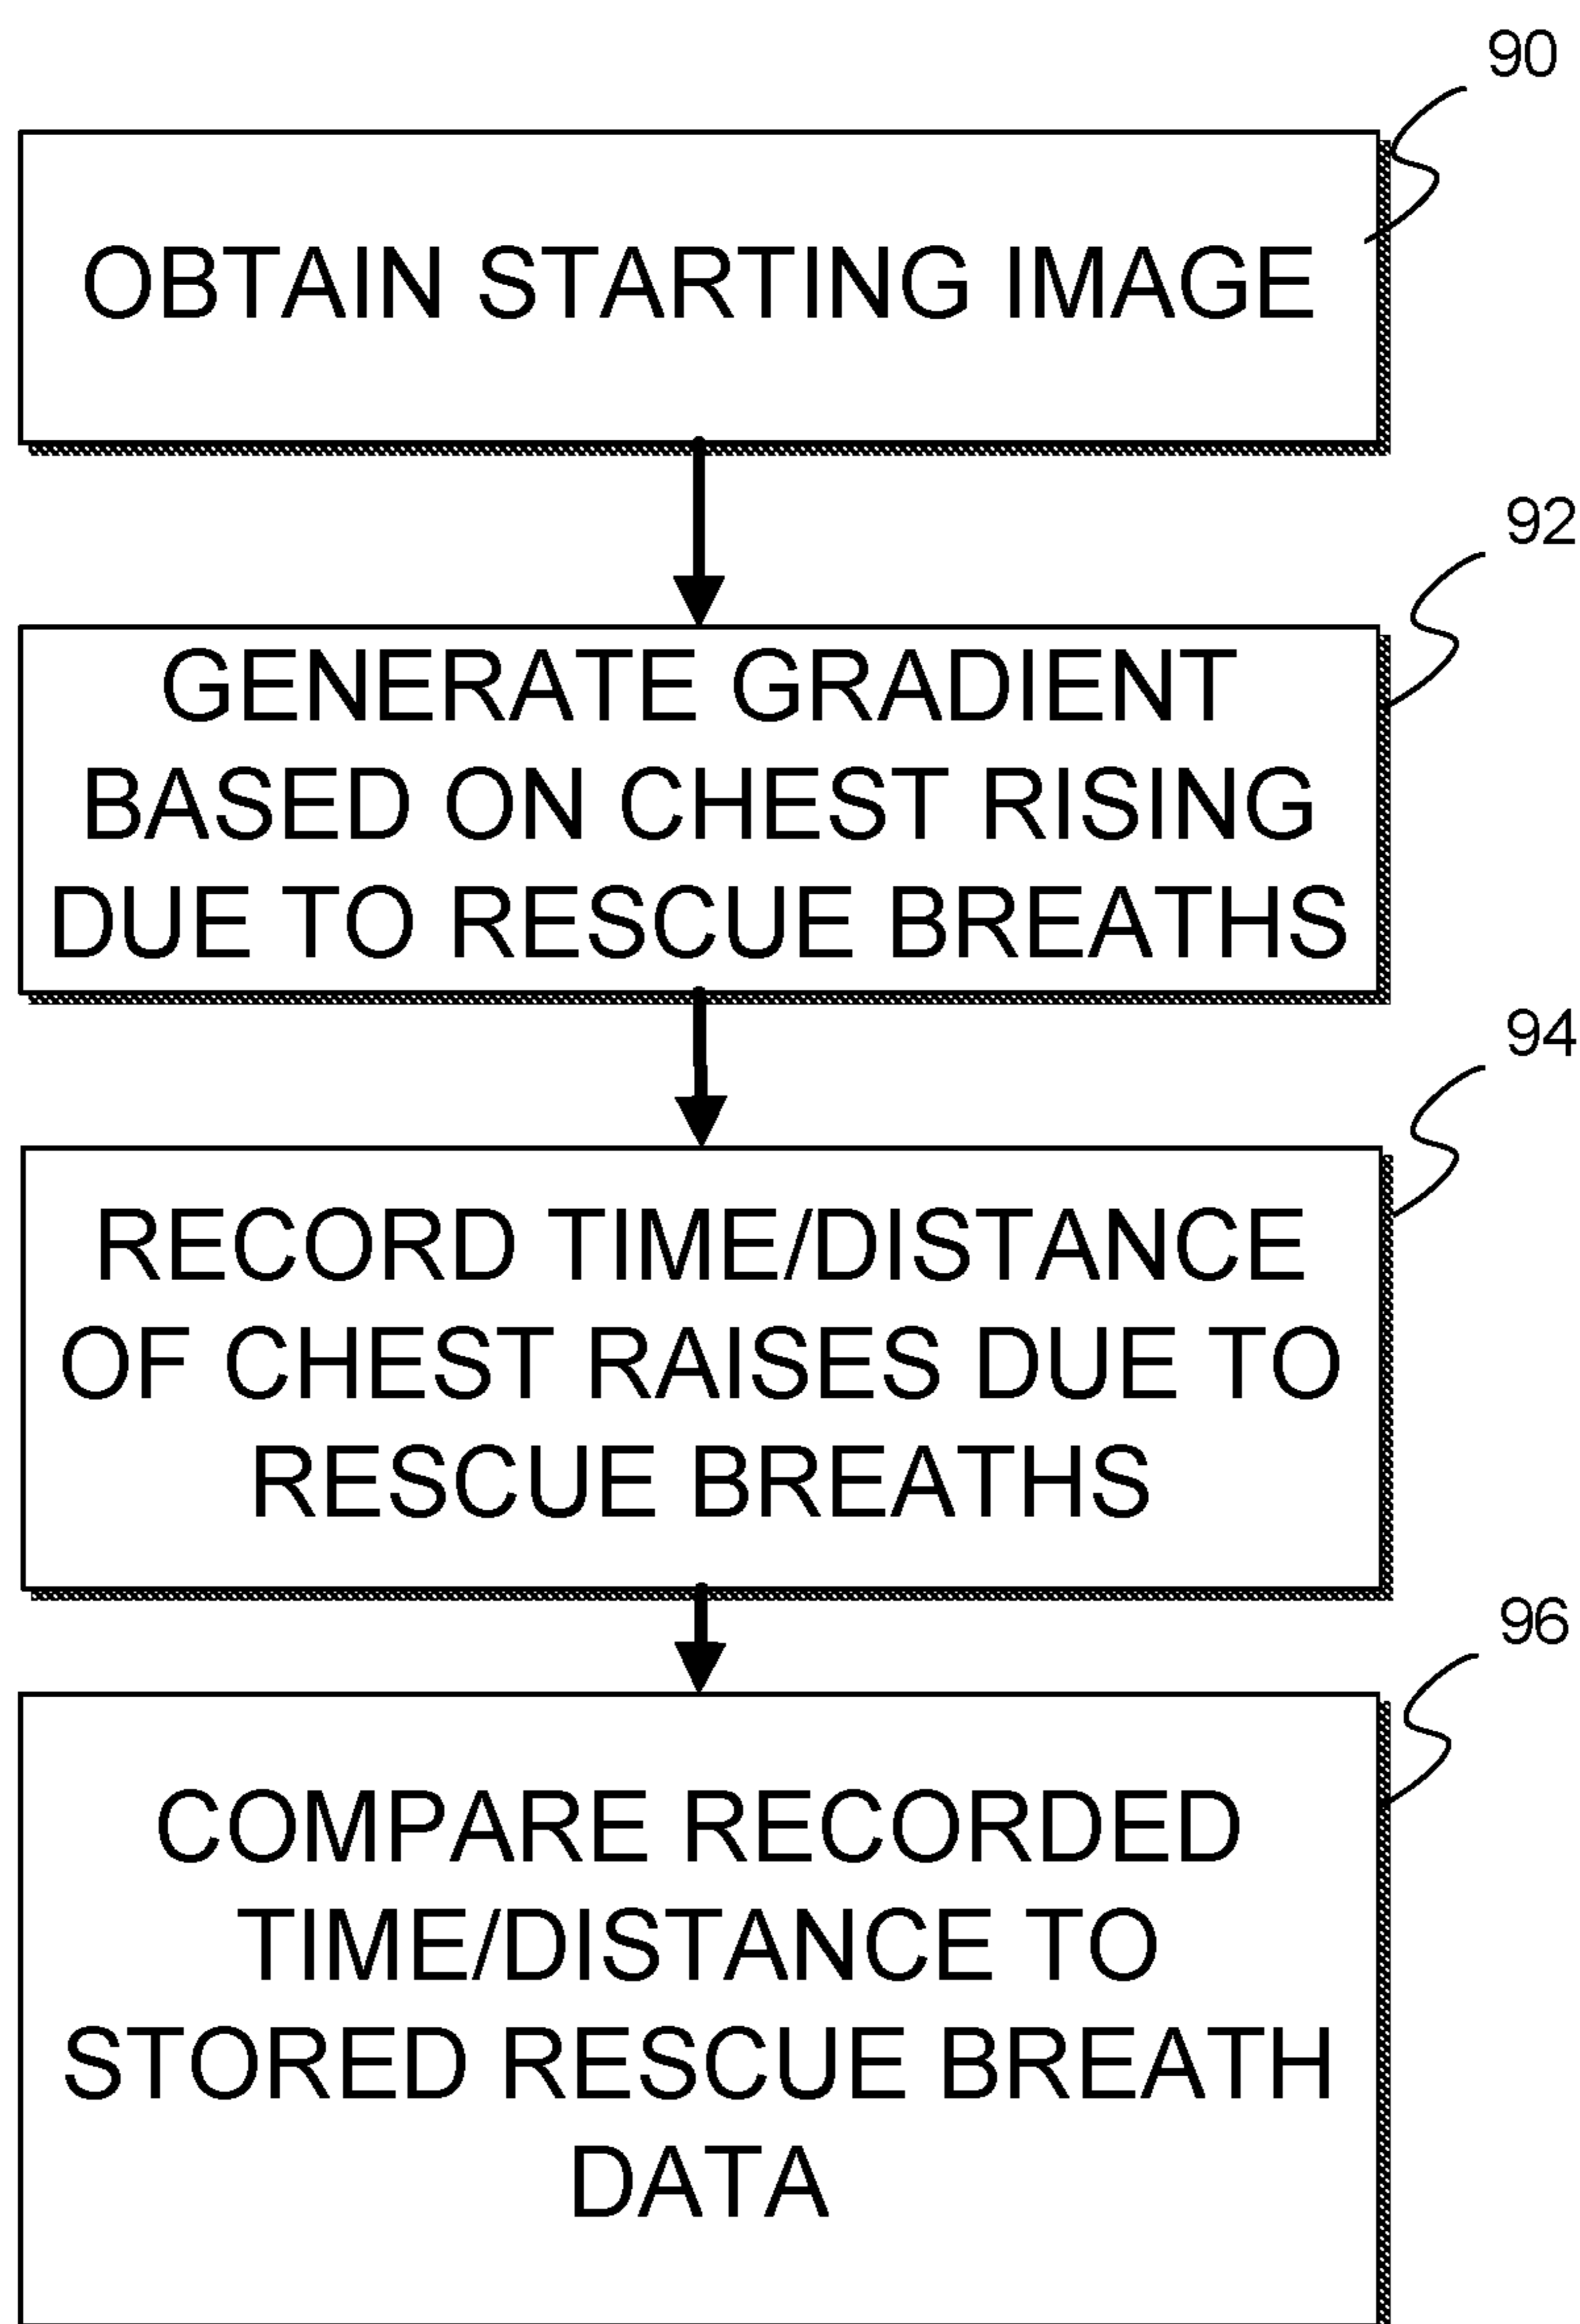 90
OBTAIN STARTING IMAGE
92
GENERATE GRADIENT
BASED ON CHEST RISING
DUE TO RESCUE BREATHS
94
RECORD TIME/DISTANCE
OF CHEST RAISES DUE TO
RESCUE BREATHS
96
COMPARE RECORDED
TIME/DISTANCE TO
STORED RESCUE BREATH
DATA